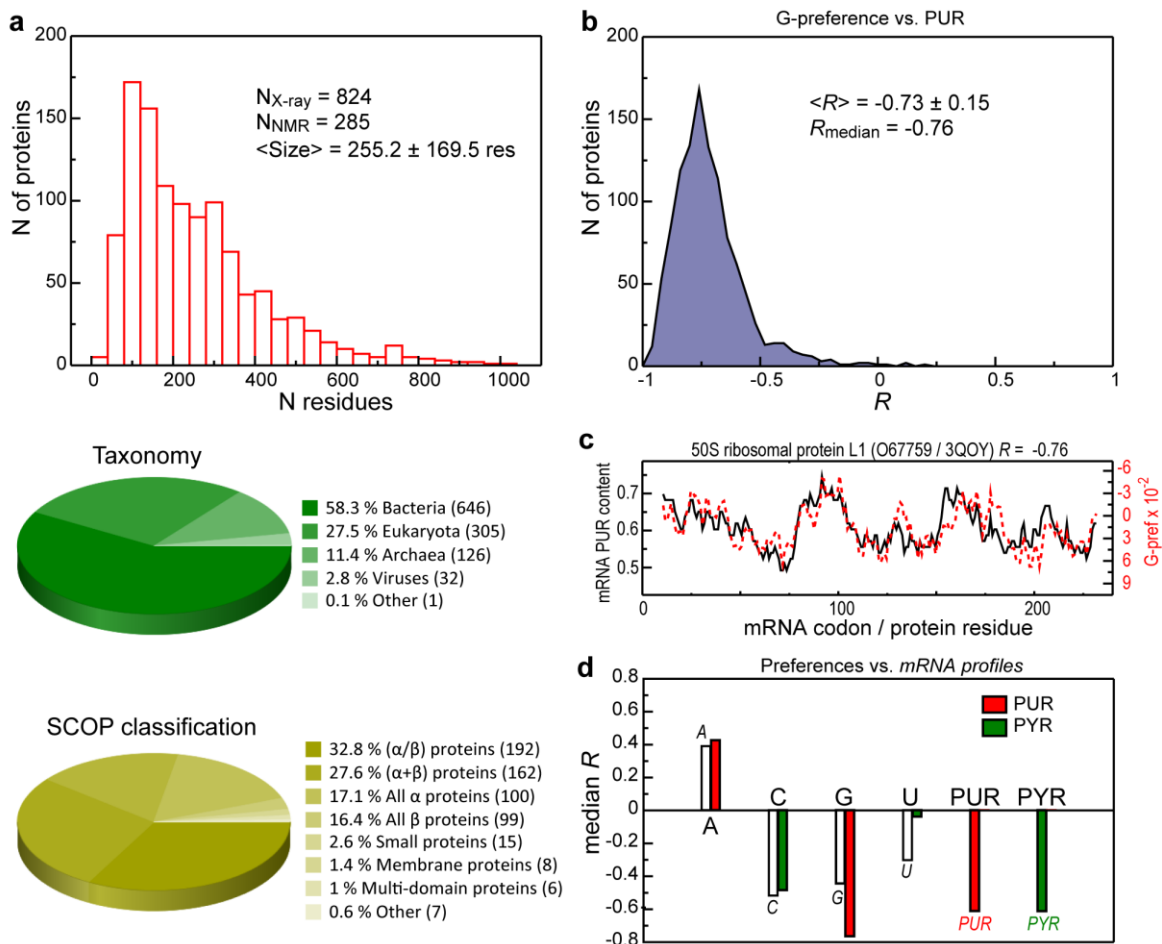 a
200
150
100
50
0
N of proteins
N_X-ray = 824
N_NMR = 285
<Size> = 255.2 ± 169.5 res
0 200 400 600 800 1000
N residues
b
G-preference vs. PUR
200
150
100
50
0
N of proteins
<R> = -0.73 ± 0.15
R_median = -0.76
-1 -0.5 0 0.5 1
R
Taxonomy
58.3 % Bacteria (646)
27.5 % Eukaryota (305)
11.4 % Archaea (126)
2.8 % Viruses (32)
0.1 % Other (1)
SCOP classification
32.8 % (α/β) proteins (192)
27.6 % (α+β) proteins (162)
17.1 % All α proteins (100)
16.4 % All β proteins (99)
2.6 % Small proteins (15)
1.4 % Membrane proteins (8)
1 % Multi-domain proteins (6)
0.6 % Other (7)
c
50S ribosomal protein L1 (O67759 / 3QOY) R = -0.76
mRNA PUR content
0.7
0.6
0.5
-6
-3
0
3
6
9
G-pref x 10⁻²
0 100 200
mRNA codon / protein residue
d
Preferences vs. mRNA profiles
0.8
0.6
0.4
0.2
0
-0.2
-0.4
-0.6
-0.8
median R
PUR
PYR
A
C G U PUR PYR
A
U
C G PUR PYR